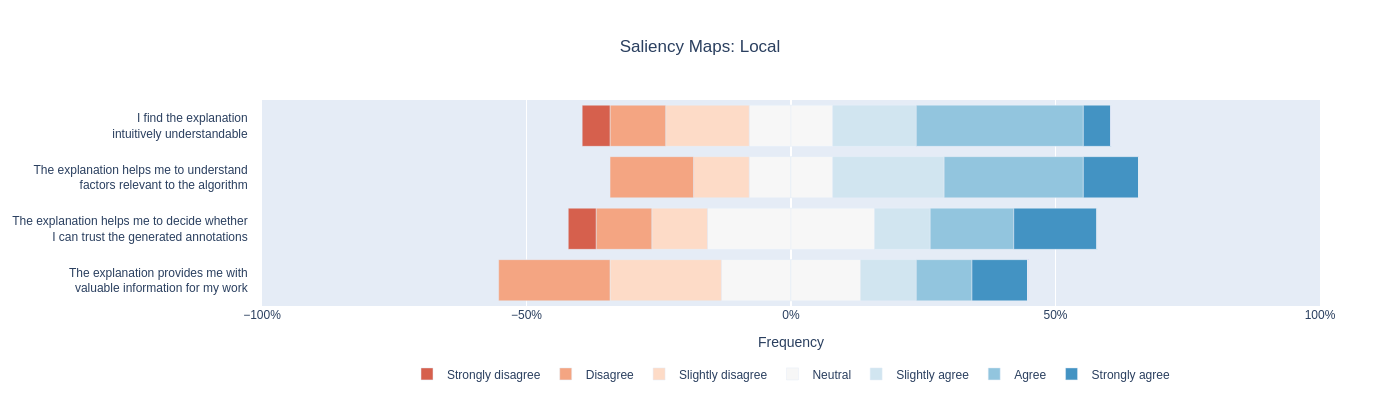 Saliency Maps: Local
I find the explanation
intuitively understandable
The explanation helps me to understand
factors relevant to the algorithm
The explanation helps me to decide whether
I can trust the generated annotations
The explanation provides me with
valuable information for my work
−100%
−50%
0%
50%
100%
Frequency
Strongly disagree
Disagree
Slightly disagree
Neutral
Slightly agree
Agree
Strongly agree